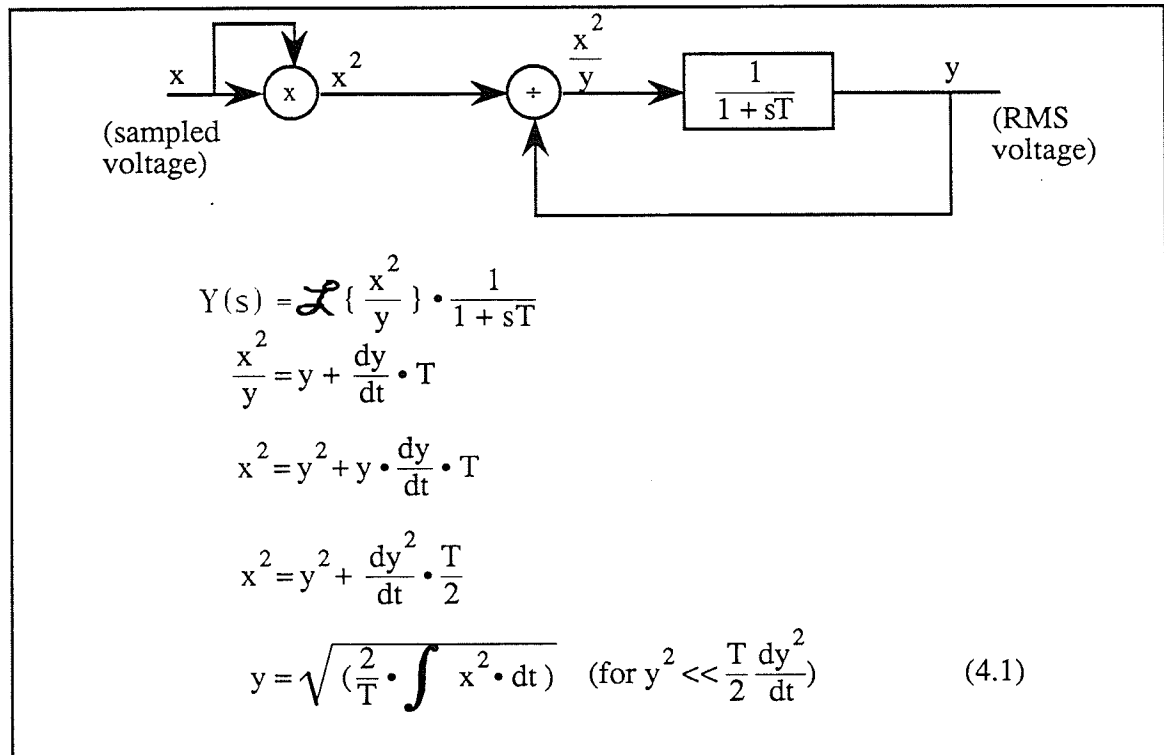 x x x² ÷ x²/y 1/(1 + sT) y
(sampled voltage) (RMS voltage)
Y(s) = ℒ{ x²/y } • 1/(1 + sT)
x²/y = y + dy/dt • T
x² = y² + y • dy/dt • T
x² = y² + dy²/dt • T/2
y = √( (2/T • ∫ x² • dt ) ) (for y² << T/2 dy²/dt) (4.1)